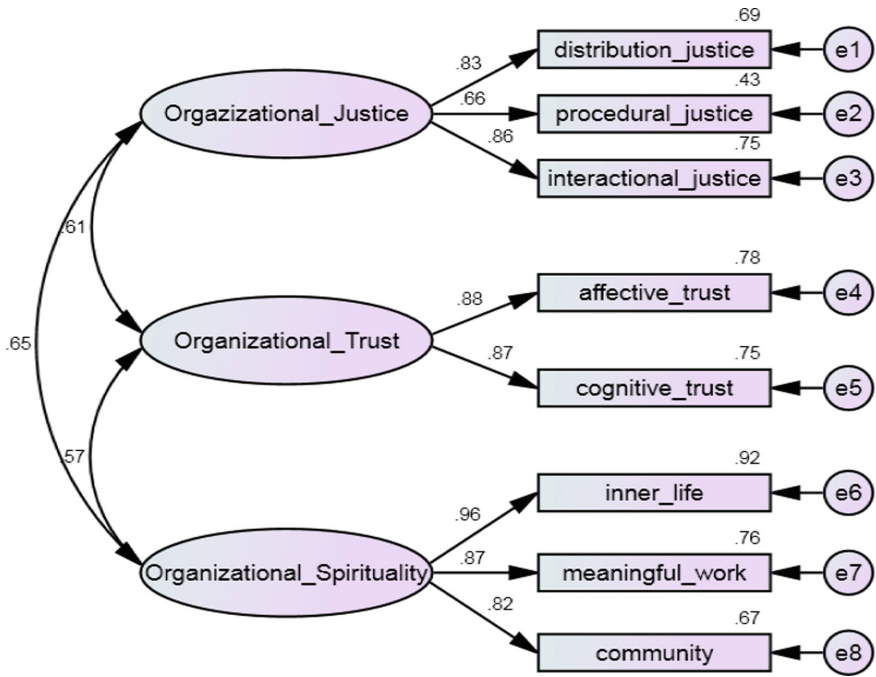 .69
distribution_justice
e1
.83
.43
Orgazizational_Justice
.66
procedural_justice
e2
.86
.75
interactional_justice
e3
.61
.78
affective_trust
e4
.88
Organizational_Trust
.65
.87
.75
cognitive_trust
e5
.57
.92
inner_life
e6
.96
.76
Organizational_Spirituality
.87
meaningful_work
e7
.82
.67
community
e8